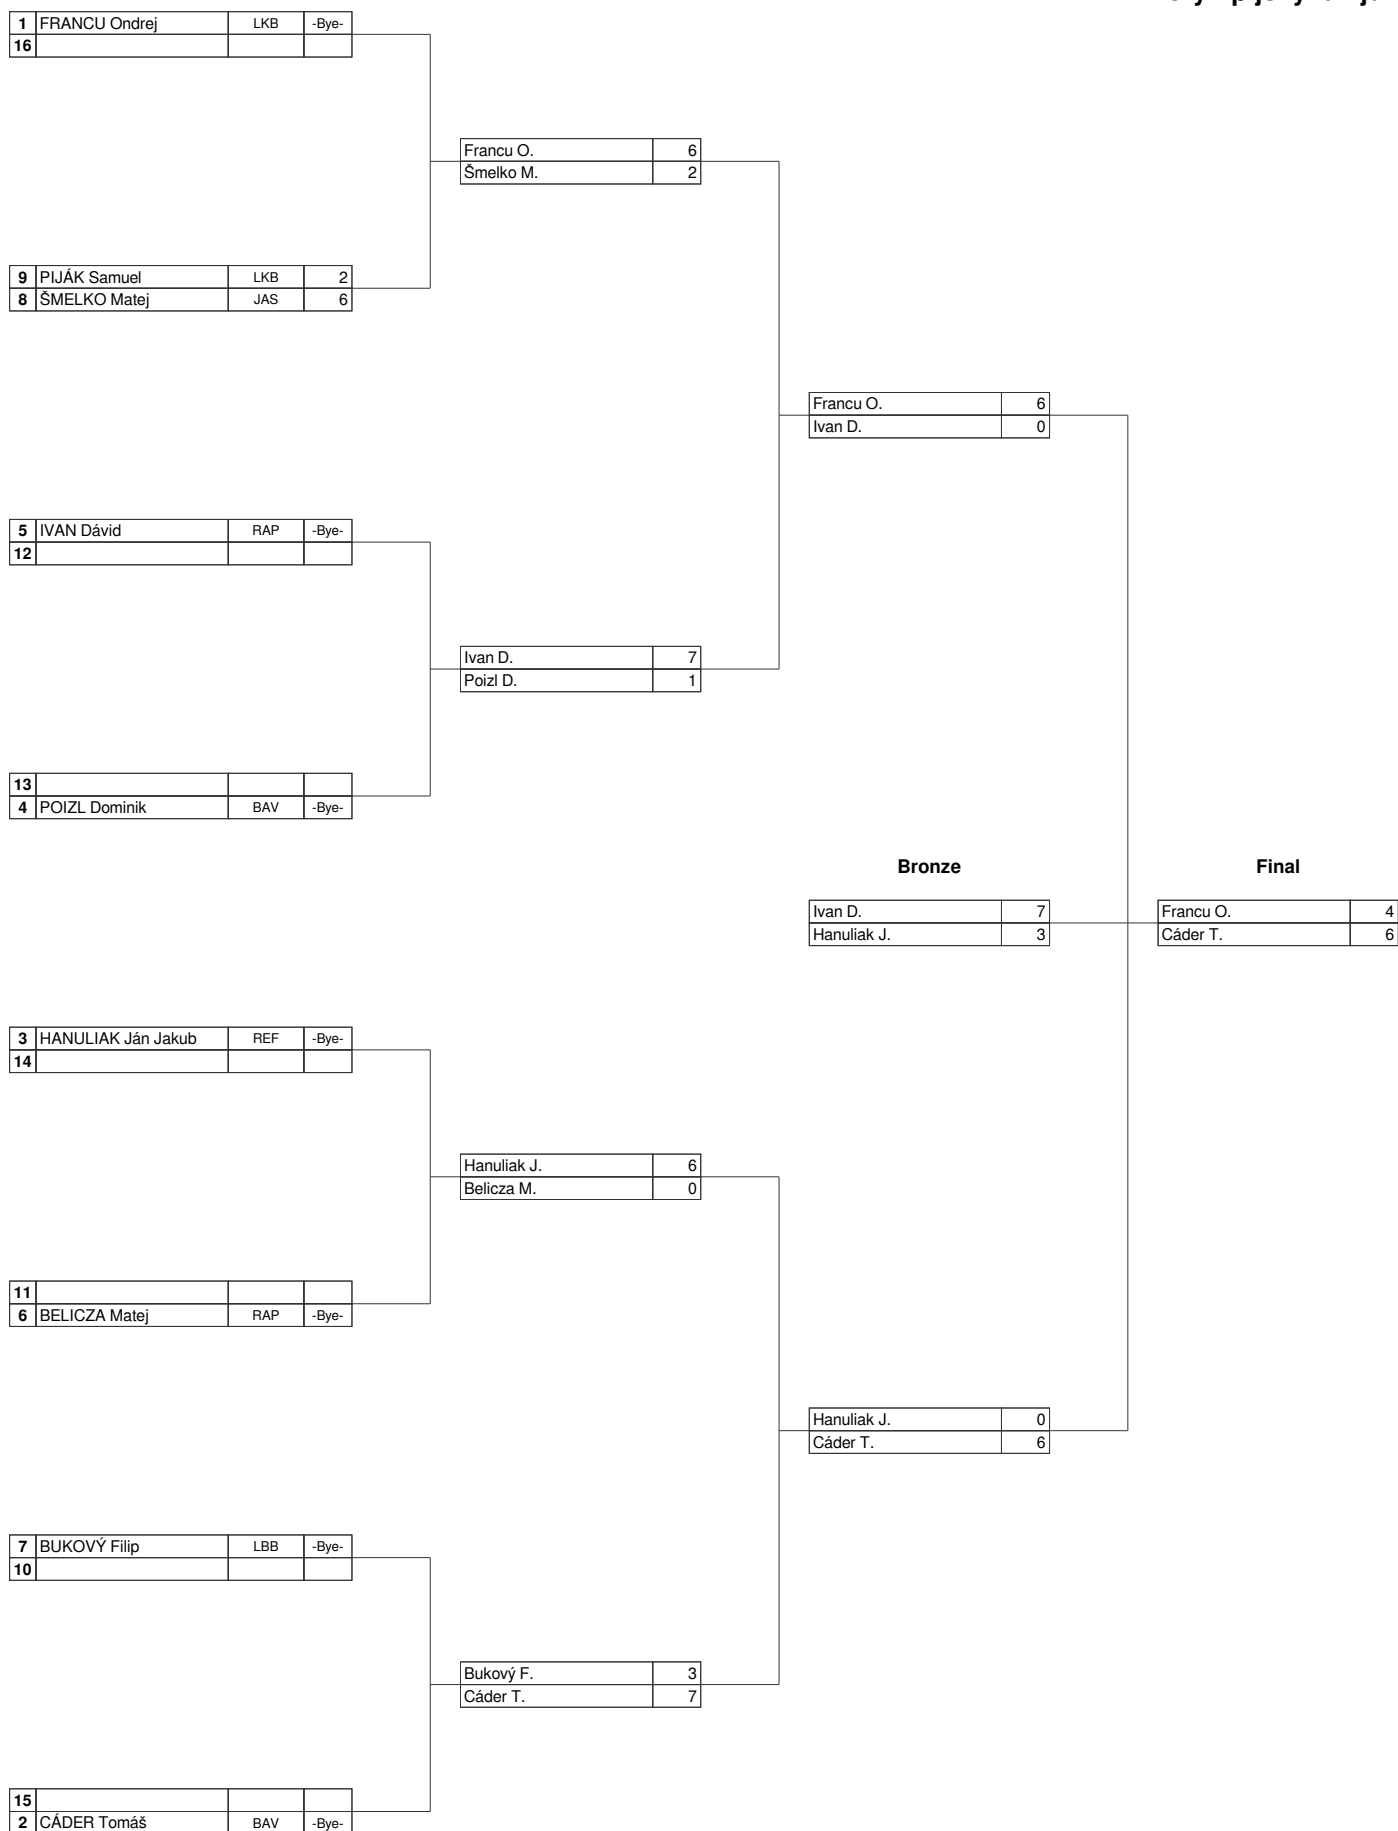 1 FRANCU Ondrej LKB -Bye-
16
Francu O. 6
Šmelko M. 2
9 PIJÁK Samuel LKB 2
8 ŠMELKO Matej JAS 6
Francu O. 6
Ivan D. 0
5 IVAN Dávid RAP -Bye-
12
Ivan D. 7
Poizl D. 1
13
4 POIZL Dominik BAV -Bye-
Bronze Final
Ivan D. 7 Francu O. 4
Hanuliak J. 3 Cáder T. 6
3 HANULIAK Ján Jakub REF -Bye-
14
Hanuliak J. 6
Belicza M. 0
11
6 BELICZA Matej RAP -Bye-
Hanuliak J. 0
Cáder T. 6
7 BUKOVÝ Filip LBB -Bye-
10
Bukový F. 3
Cáder T. 7
15
2 CÁDER Tomáš BAV -Bye-